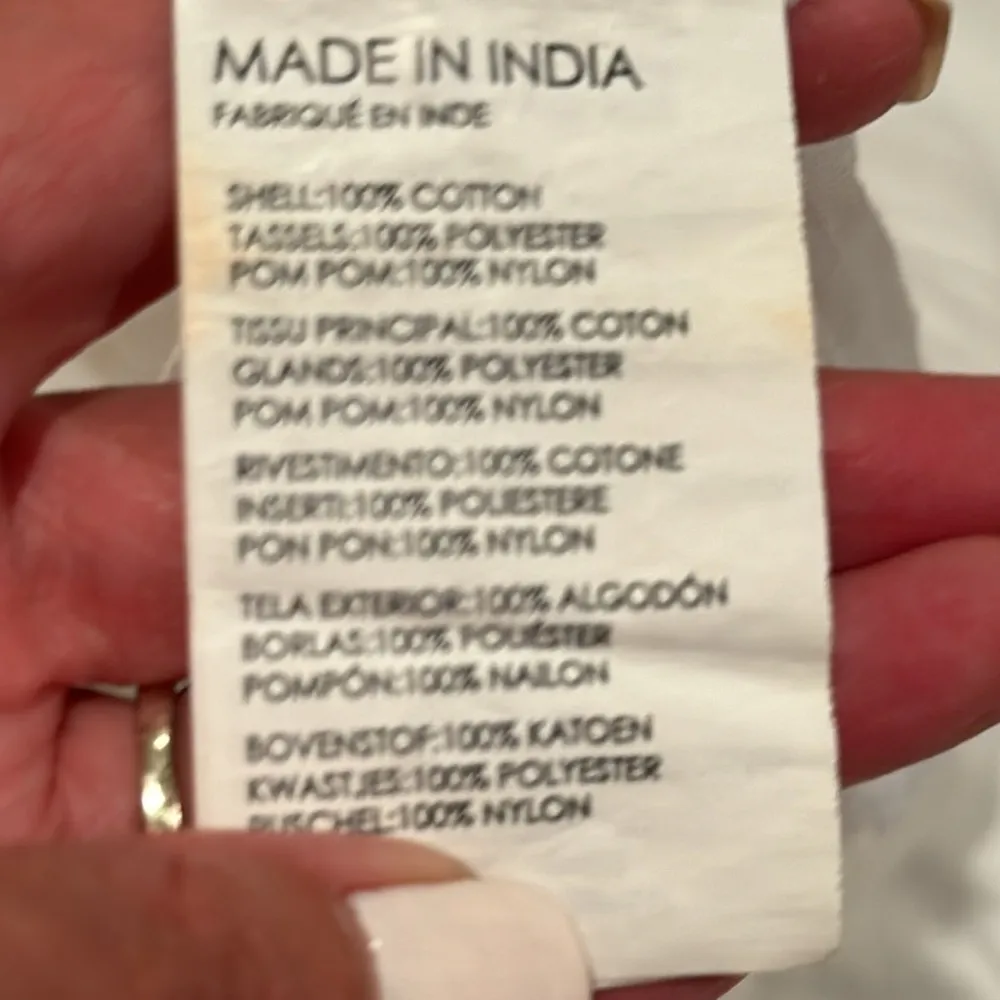 MADE IN INDIA
FABRIQUÉ EN INDE
SHELL:100% COTTON
TASSELS:100% POLYESTER
POM POM:100% NYLON
TISSU PRINCIPAL:100% COTON
GLANDS:100% POLYESTER
POM POM:100% NYLON
RIVESTIMENTO:100% COTONE
INSERTI:100% POLIESTERE
PON PON:100% NYLON
TELA EXTERIOR:100% ALGODÓN
BORLAS:100% POLIÉSTER
POMPÓN:100% NAILON
BOVENSTOF:100% KATOEN
KWASTJES:100% POLYESTER
PUSCHEL:100% NYLON